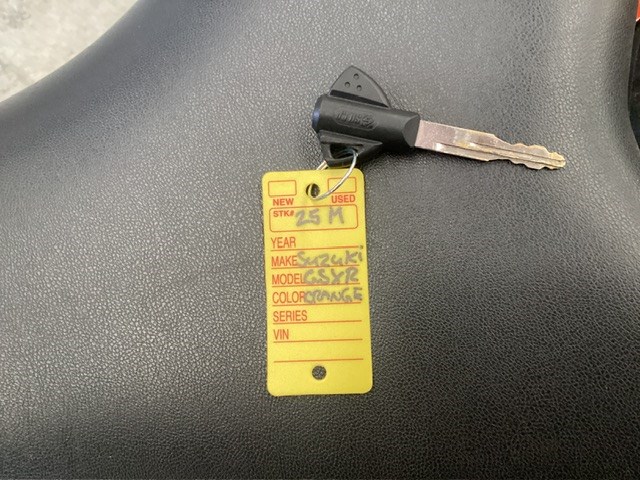 NEW USED
STK# 25 M
YEAR
MAKE Suzuki
MODEL GSXR
COLOR ORANGE
SERIES
VIN